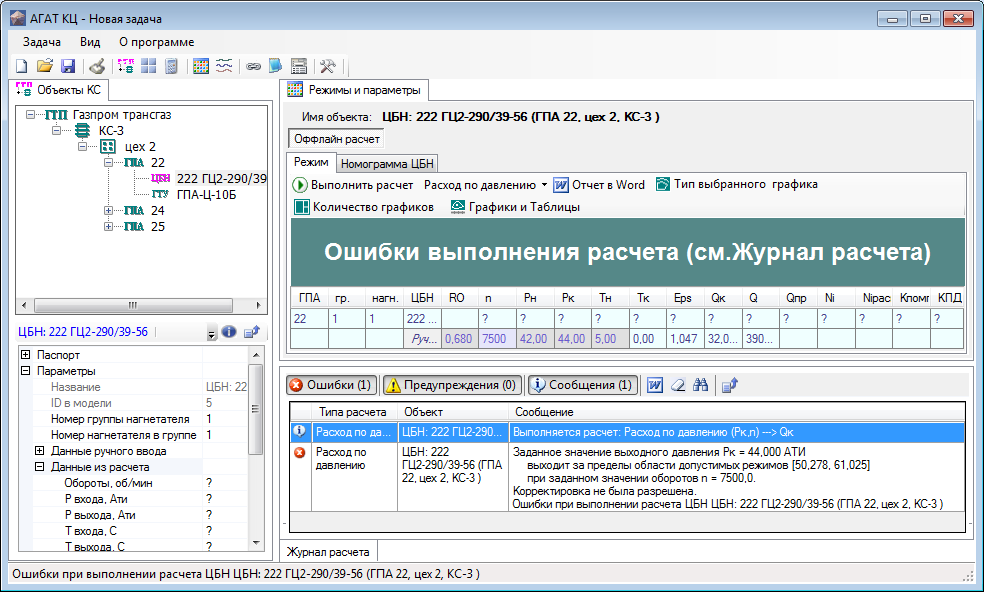 АГАТ КЦ - Новая задача
Задача Вид О программе
Объекты КС
Газпром трансгаз
КС-3
цех 2
ГПА 22
ЦБН 222 ГЦ2-290/39
ГТУ ГПА-Ц-10Б
ГПА 24
ГПА 25
ЦБН: 222 ГЦ2-290/39-56
Паспорт
Параметры
Название ЦБН: 22
ID в модели 5
Номер группы нагнетателя 1
Номер нагнетателя в группе 1
Данные ручного ввода
Данные из расчета
Обороты, об/мин ?
P входа, Ати ?
P выхода, Ати ?
T входа, C ?
T выхода, C ?
Режимы и параметры
Имя объекта: ЦБН: 222 ГЦ2-290/39-56 (ГПА 22, цех 2, КС-3 )
Оффлайн расчет
Режим Номограмма ЦБН
Выполнить расчет Расход по давлению Отчет в Word Тип выбранного графика
Количество графиков Графики и Таблицы
Ошибки выполнения расчета (см.Журнал расчета)
ГПА гр. нагн. ЦБН RO n Рн Рк Тн Тк Eps Qк Q Qпр Ni Nipac Кпомг КПД
22 1 1 222 ... ? ? ? ? ? ? ? ? ? ? ? ? ?
Руч... 0,680 7500 42,00 44,00 5,00 0,00 1,047 32,0... 390...
Ошибки (1) Предупреждения (0) Сообщения (1)
Типа расчета Объект Сообщение
Расход по да... ЦБН: 222 ГЦ2-290... Выполняется расчет: Расход по давлению (Рк,n) ---> Qк
Расход по давлению ЦБН: 222 ГЦ2-290/39-56 (ГПА 22, цех 2, КС-3 ) Заданное значение выходного давления Рк = 44,000 АТИ
выходит за пределы области допустимых режимов [50,278, 61,025]
при заданном значении оборотов n = 7500,0.
Корректировка не была разрешена.
Ошибки при выполнении расчета ЦБН ЦБН: 222 ГЦ2-290/39-56 (ГПА 22, цех 2, КС-3 )
Журнал расчета
Ошибки при выполнении расчета ЦБН ЦБН: 222 ГЦ2-290/39-56 (ГПА 22, цех 2, КС-3 )